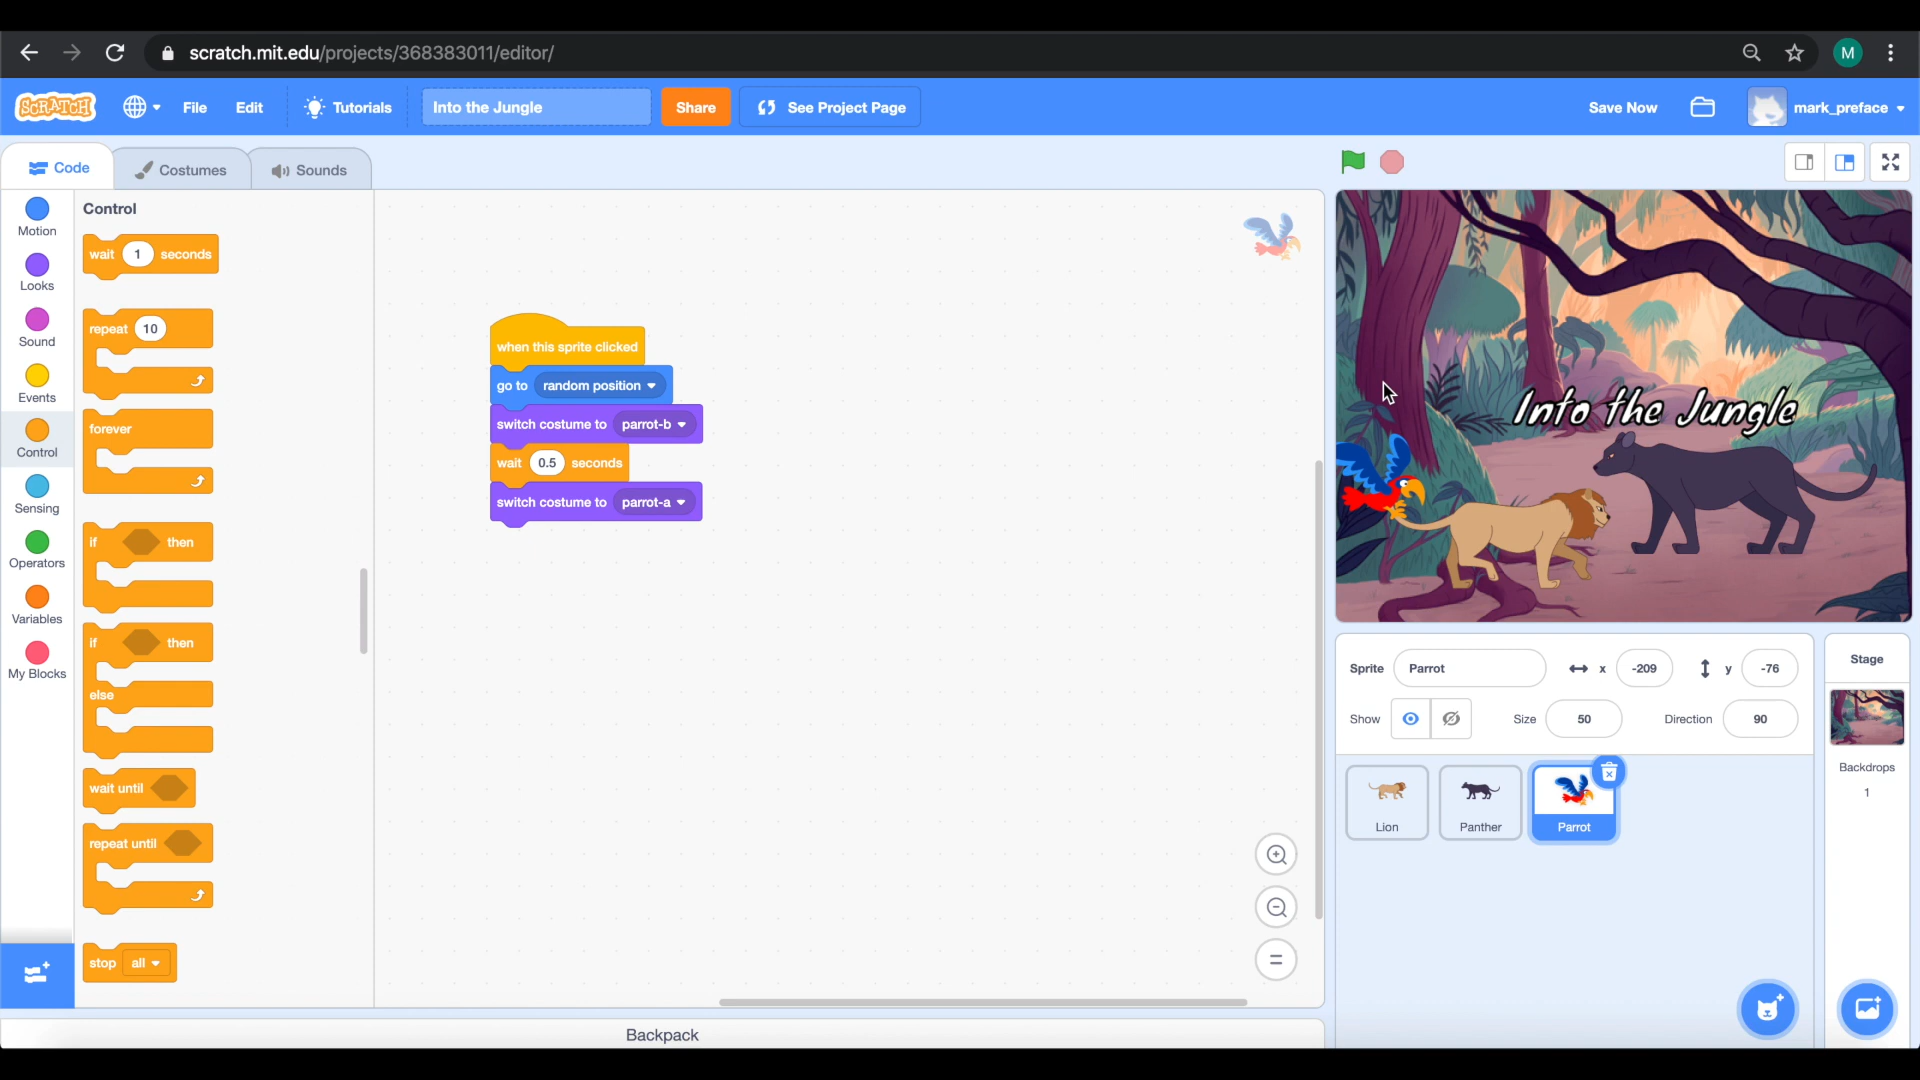 scratch.mit.edu/projects/368383011/editor/
M
SCRATCH
File
Edit
Tutorials
Into the Jungle
Share
See Project Page
Save Now
mark_preface
Code
Costumes
Sounds
Motion
Looks
Sound
Events
Control
Sensing
Operators
Variables
My Blocks
Control
wait 1 seconds
repeat 10
forever
if then
if then
else
wait until
repeat until
stop all
when this sprite clicked
go to random position
switch costume to parrot-b
wait 0.5 seconds
switch costume to parrot-a
Backpack
Into the Jungle
Sprite Parrot x -209 y -76
Show Size 50 Direction 90
Lion
Panther
Parrot
Stage
Backdrops
1